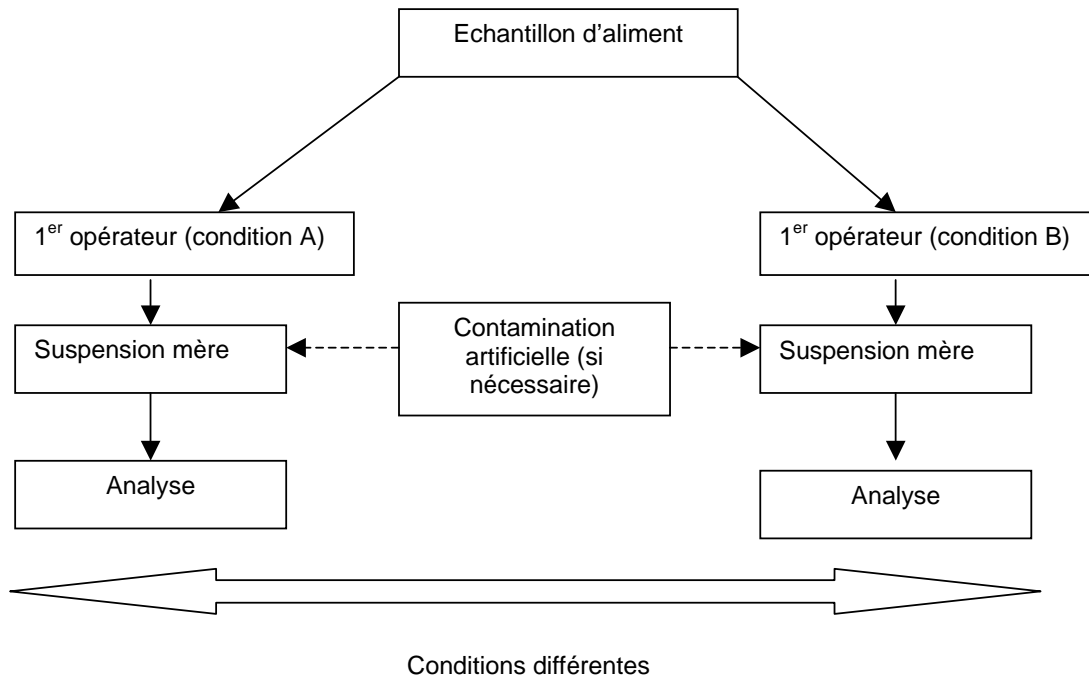 Echantillon d'aliment
1er opérateur (condition A)
1er opérateur (condition B)
Suspension mère
Contamination
artificielle (si
nécessaire)
Suspension mère
Analyse
Analyse
Conditions différentes